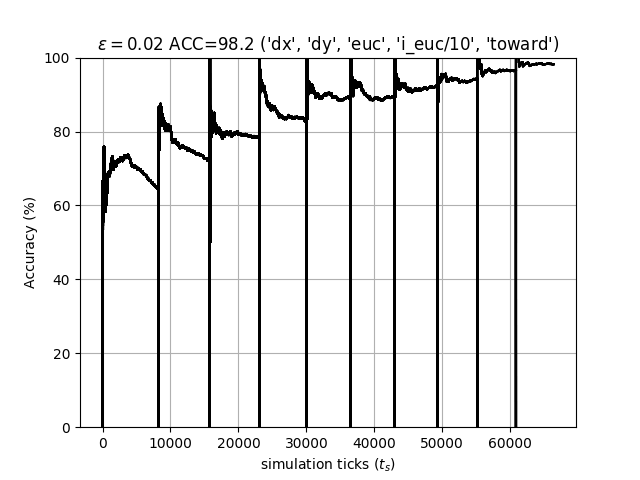 ε = 0.02 ACC=98.2 ('dx', 'dy', 'euc', 'i_euc/10', 'toward')
100
80
60
40
20
0
Accuracy (%)
0 10000 20000 30000 40000 50000 60000
simulation ticks (tₛ)